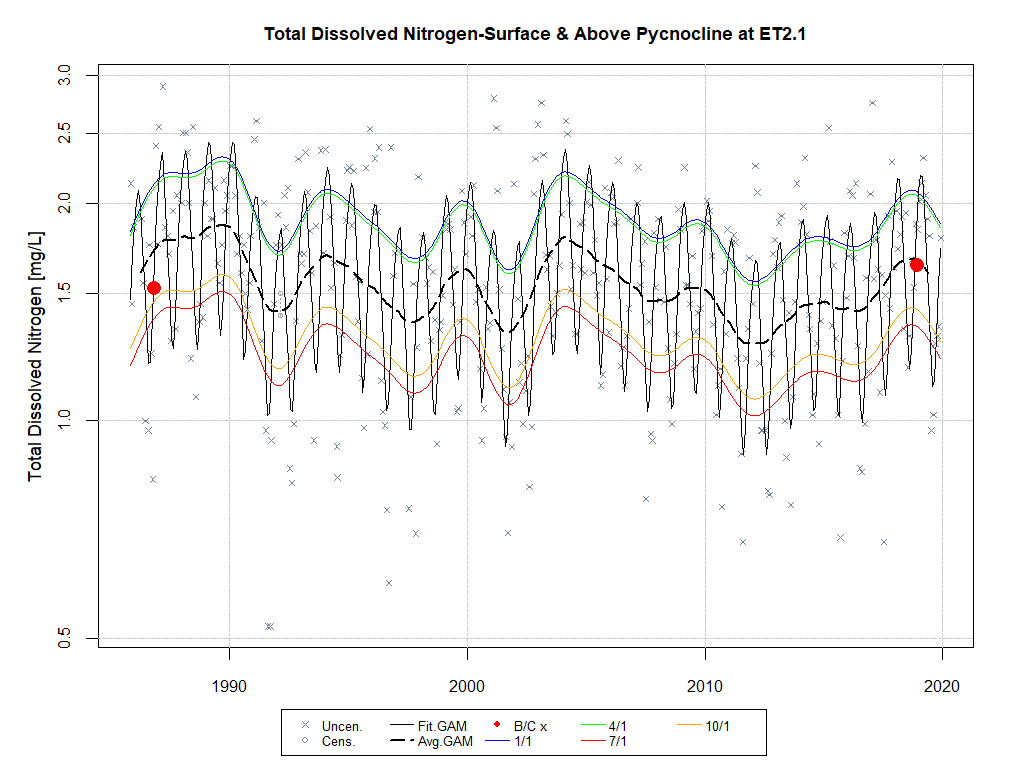 Total Dissolved Nitrogen-Surface & Above Pycnocline at ET2.1
Total Dissolved Nitrogen [mg/L]
3.0
2.5
2.0
1.5
1.0
0.5
1990 2000 2010 2020
Uncen. Fit.GAM B/C x 4/1 10/1
Cens. Avg.GAM 1/1 7/1